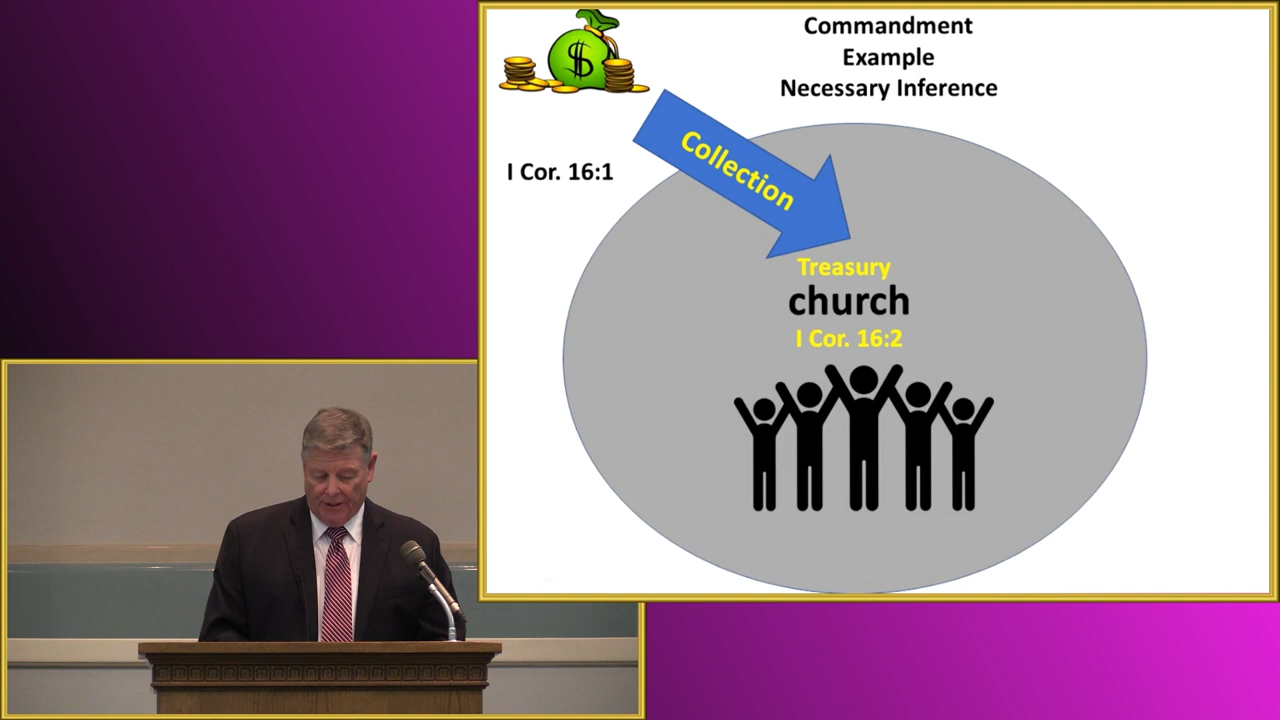 Commandment
Example
Necessary Inference
$
Collection
I Cor. 16:1
Treasury
church
I Cor. 16:2